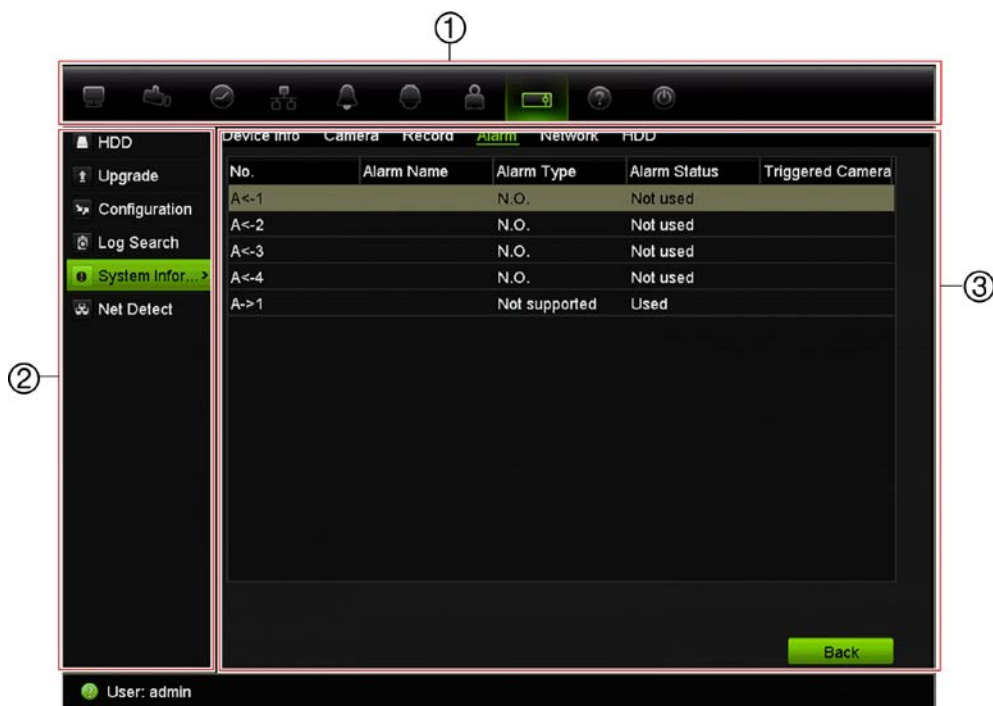 ①
②
③
HDD
Upgrade
Configuration
Log Search
System Infor... >
Net Detect
Device Info Camera Record Alarm Network HDD
No. Alarm Name Alarm Type Alarm Status Triggered Camera
A<-1 N.O. Not used
A<-2 N.O. Not used
A<-3 N.O. Not used
A<-4 N.O. Not used
A->1 Not supported Used
Back
User: admin